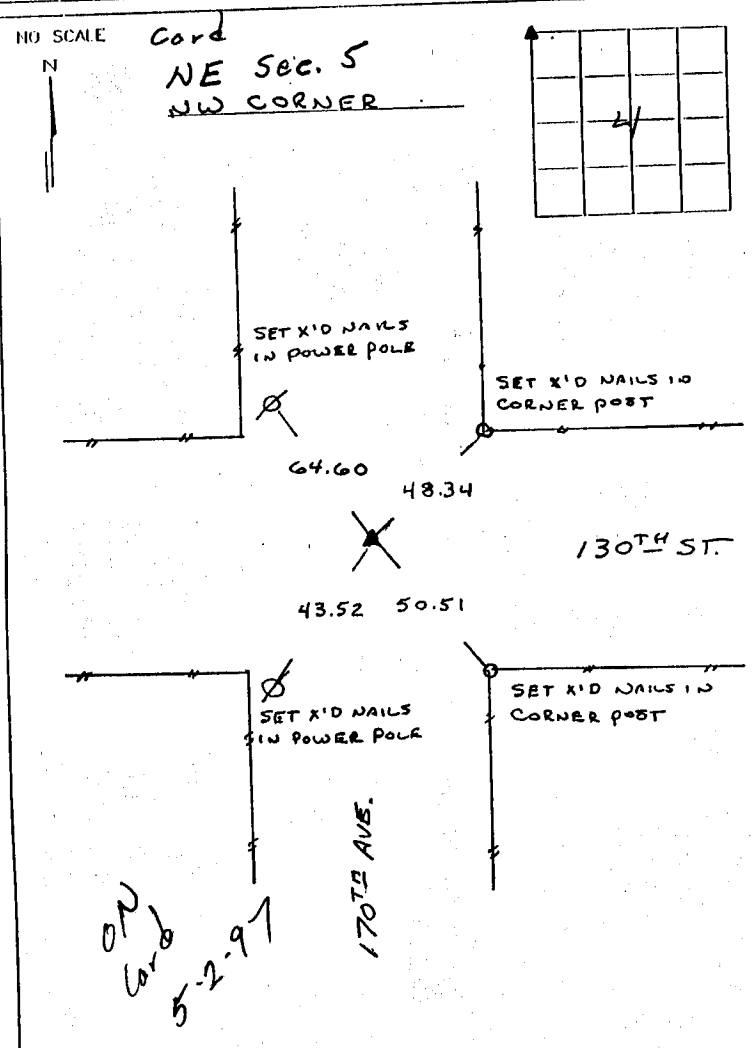 NO SCALE
Card
N
NE Sec. 5
NW CORNER
4
SET X'D NAILS
IN POWER POLE
SET X'D NAILS IN
CORNER POST
64.60
48.34
130TH ST.
43.52
50.51
SET X'D NAILS
IN POWER POLE
SET X'D NAILS IN
CORNER POST
170TH AVE.
ON
Card
5-2-97